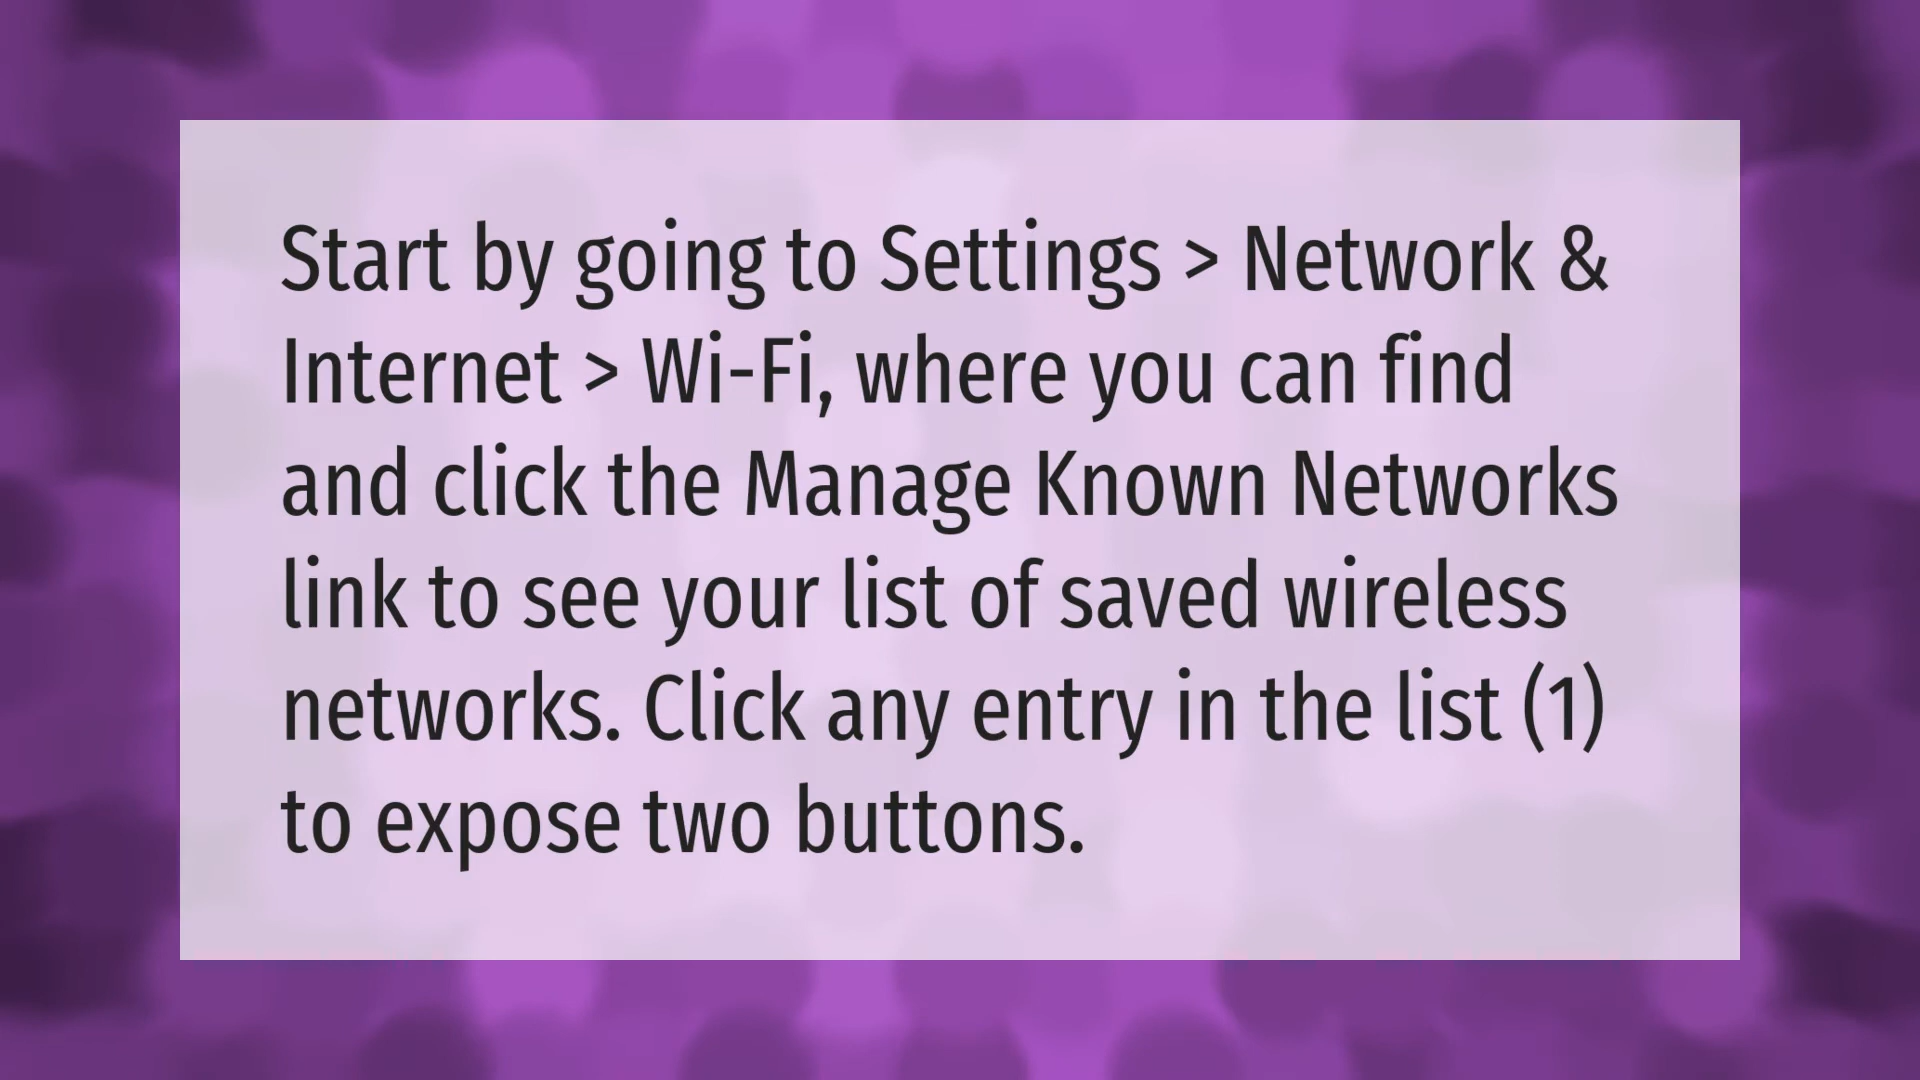 Start by going to Settings > Network &
Internet > Wi-Fi, where you can find
and click the Manage Known Networks
link to see your list of saved wireless
networks. Click any entry in the list (1)
to expose two buttons.